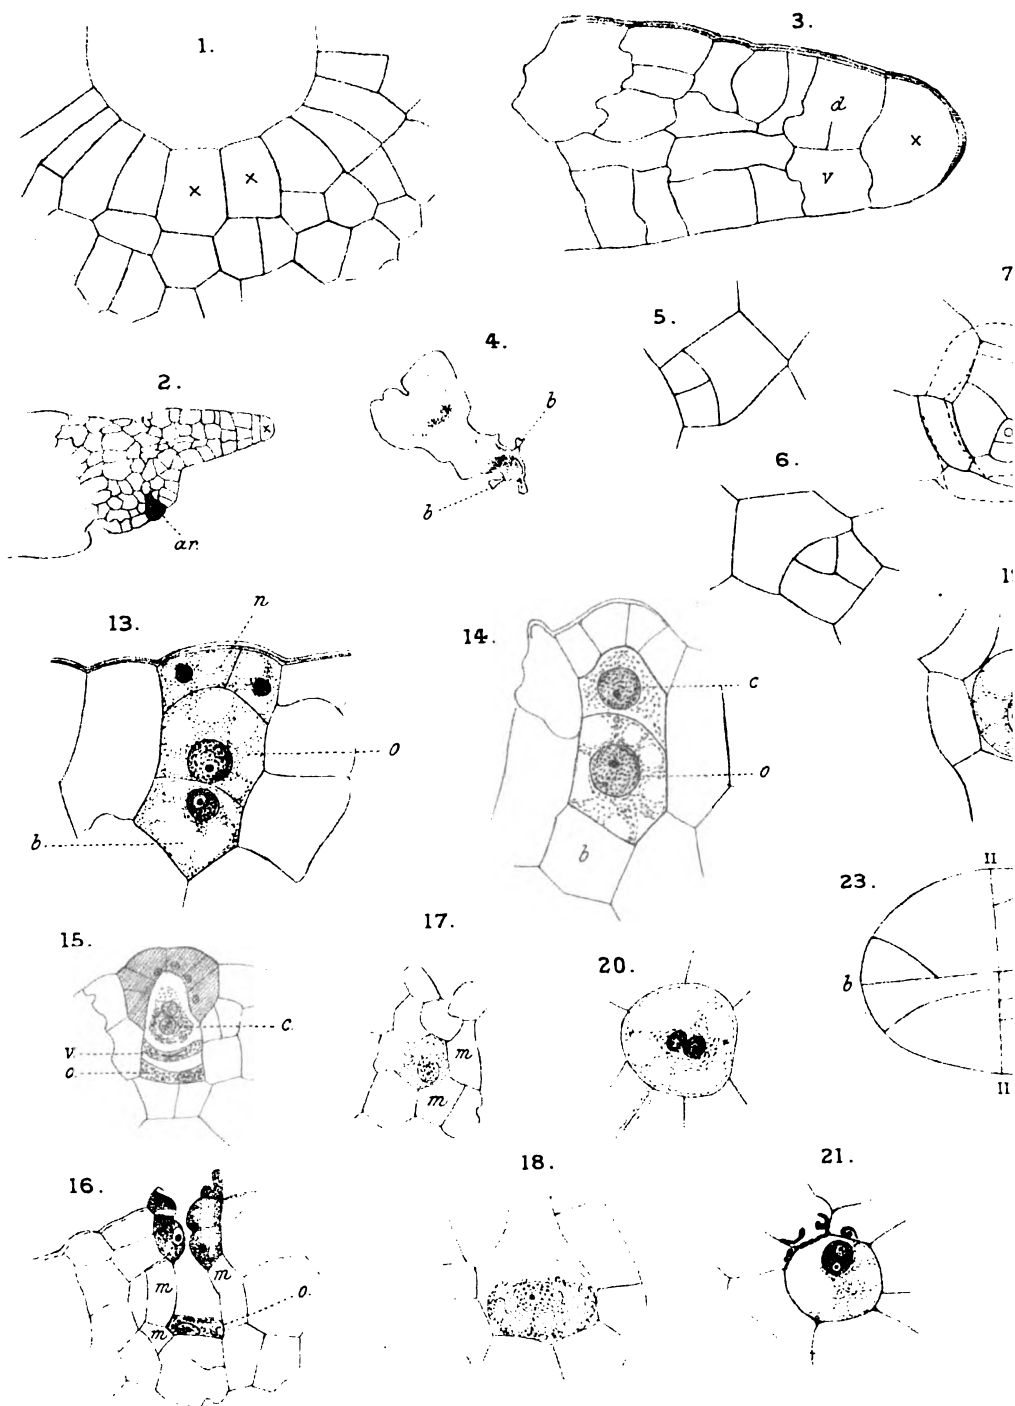 1.
x
x
3.
d
x
v
7
5.
4.
b
b
2.
x
ar.
6.
13.
n
o
b
14.
c
o
b
23.
II
b
II
15.
c.
v.
o.
17.
m
m
20.
16.
m
m
o.
m
18.
21.